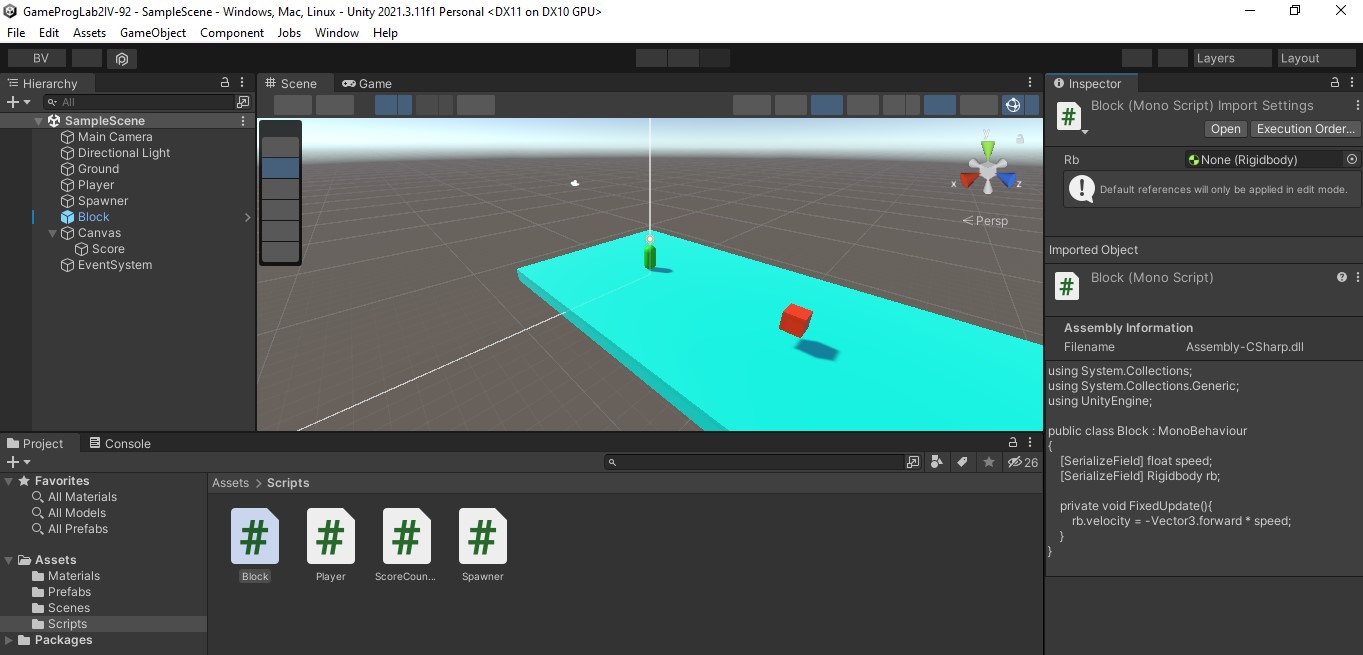 GameProgLab2IV-92 - SampleScene - Windows, Mac, Linux - Unity 2021.3.11f1 Personal <DX11 on DX10 GPU>
File Edit Assets GameObject Component Jobs Window Help
BV Layers Layout
Hierarchy
All
SampleScene
Main Camera
Directional Light
Ground
Player
Spawner
Block
Canvas
Score
EventSystem
Scene Game
y
x
z
Persp
Inspector
Block (Mono Script) Import Settings
Open Execution Order...
Rb None (Rigidbody)
Default references will only be applied in edit mode.
Imported Object
Block (Mono Script)
Assembly Information
Filename Assembly-CSharp.dll
using System.Collections;
using System.Collections.Generic;
using UnityEngine;
public class Block : MonoBehaviour
{
[SerializeField] float speed;
[SerializeField] Rigidbody rb;
private void FixedUpdate(){
rb.velocity = -Vector3.forward * speed;
}
}
Project Console
26
Favorites
All Materials
All Models
All Prefabs
Assets
Materials
Prefabs
Scenes
Scripts
Packages
Assets > Scripts
Block Player ScoreCoun... Spawner